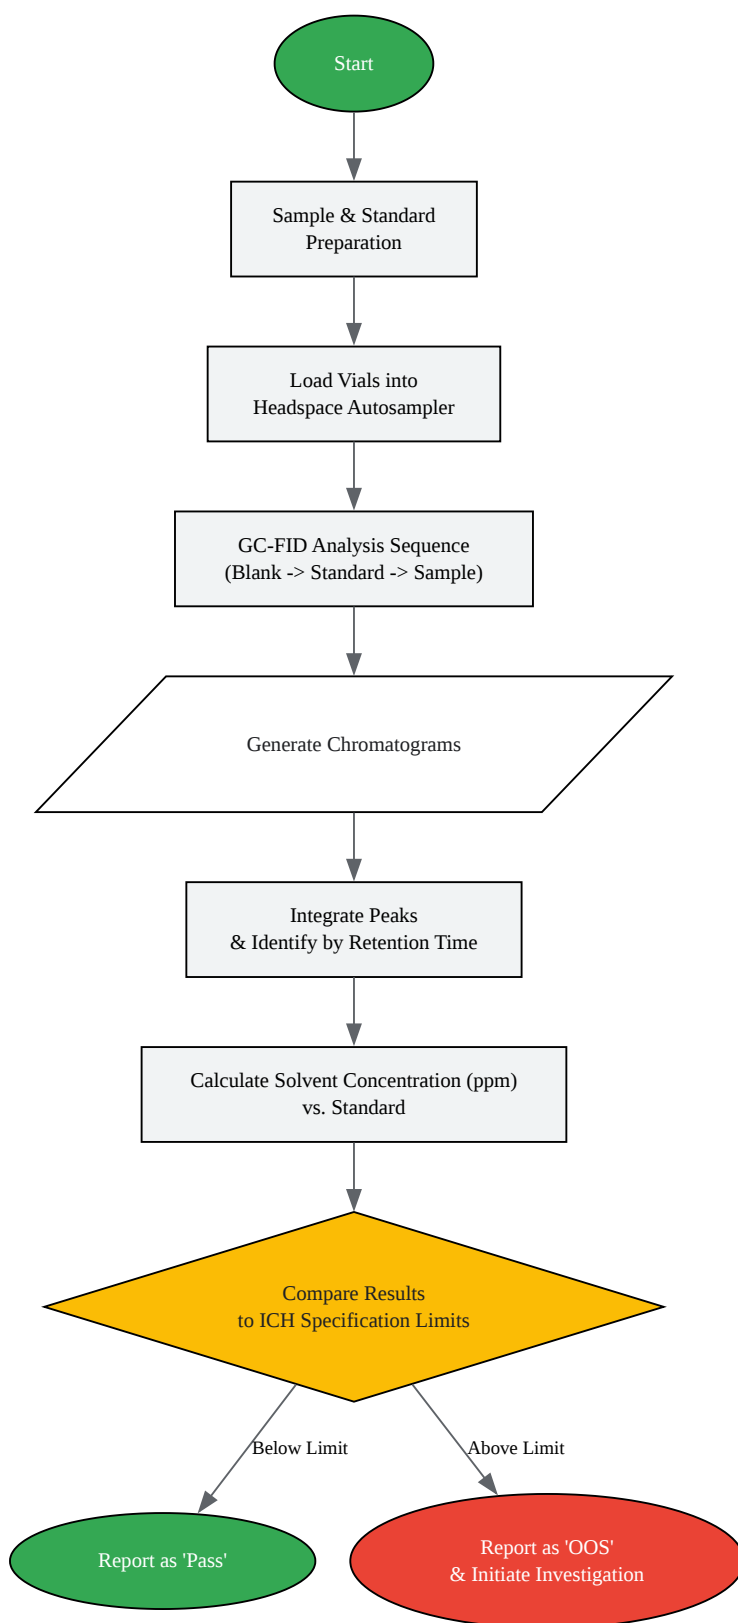 Start
Sample & Standard
Preparation
Load Vials into
Headspace Autosampler
GC-FID Analysis Sequence
(Blank -> Standard -> Sample)
Generate Chromatograms
Integrate Peaks
& Identify by Retention Time
Calculate Solvent Concentration (ppm)
vs. Standard
Compare Results
to ICH Specification Limits
Below Limit
Above Limit
Report as 'Pass'
Report as 'OOS'
& Initiate Investigation